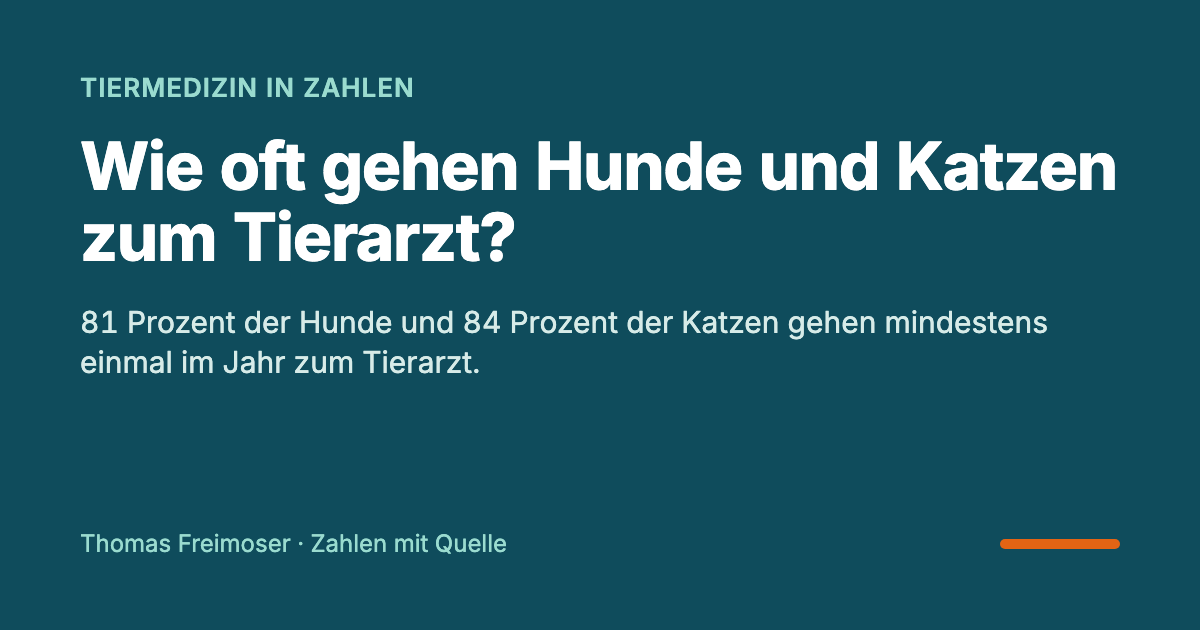 TIERMEDIZIN IN ZAHLEN
Wie oft gehen Hunde und Katzen
zum Tierarzt?
81 Prozent der Hunde und 84 Prozent der Katzen gehen mindestens
einmal im Jahr zum Tierarzt.
Thomas Freimoser · Zahlen mit Quelle